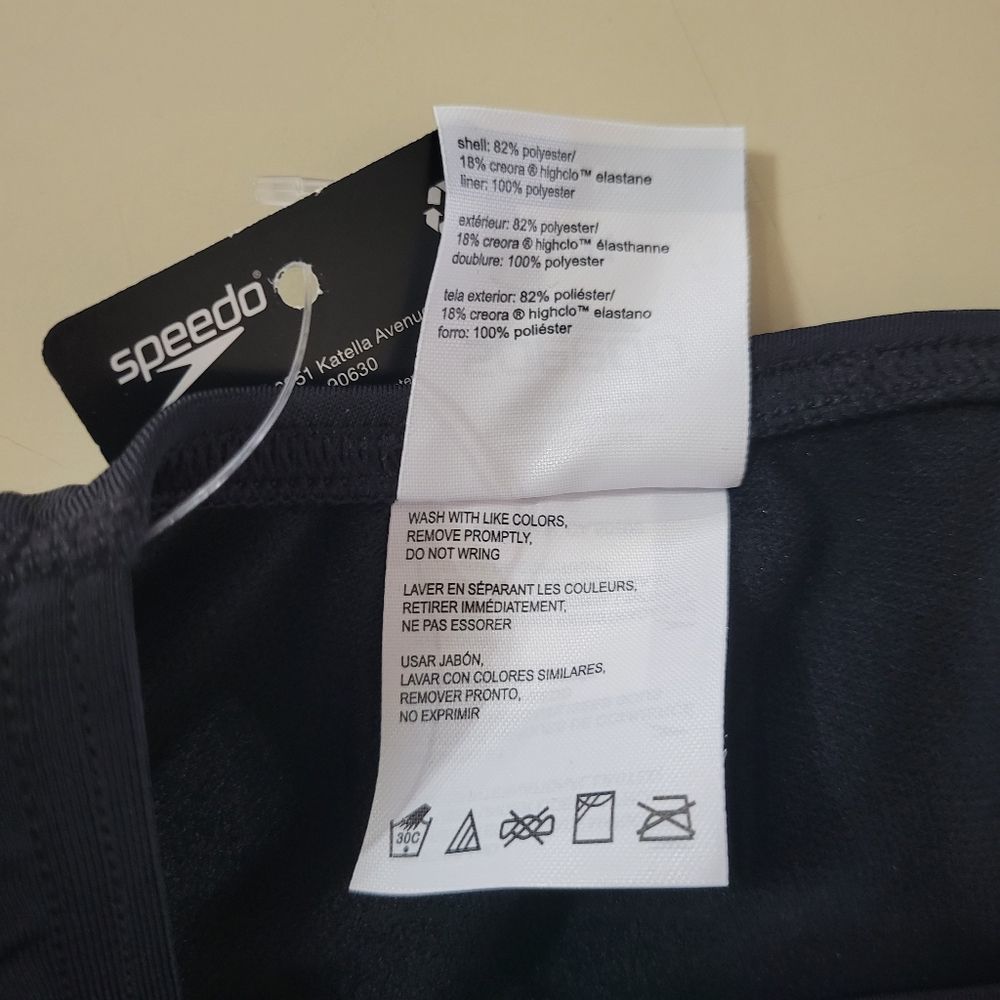 speedo
Katella Avenu
90630
shell: 82% polyester/
18% creora ® highclo™ elastane
liner: 100% polyester
extérieur: 82% polyester/
18% creora ® highclo™ élasthanne
doublure: 100% polyester
tela exterior: 82% poliéster/
18% creora ® highclo™ elastano
forro: 100% poliéster
WASH WITH LIKE COLORS,
REMOVE PROMPTLY,
DO NOT WRING
LAVER EN SÉPARANT LES COULEURS,
RETIRER IMMÉDIATEMENT,
NE PAS ESSORER
USAR JABÓN,
LAVAR CON COLORES SIMILARES,
REMOVER PRONTO,
NO EXPRIMIR
30C